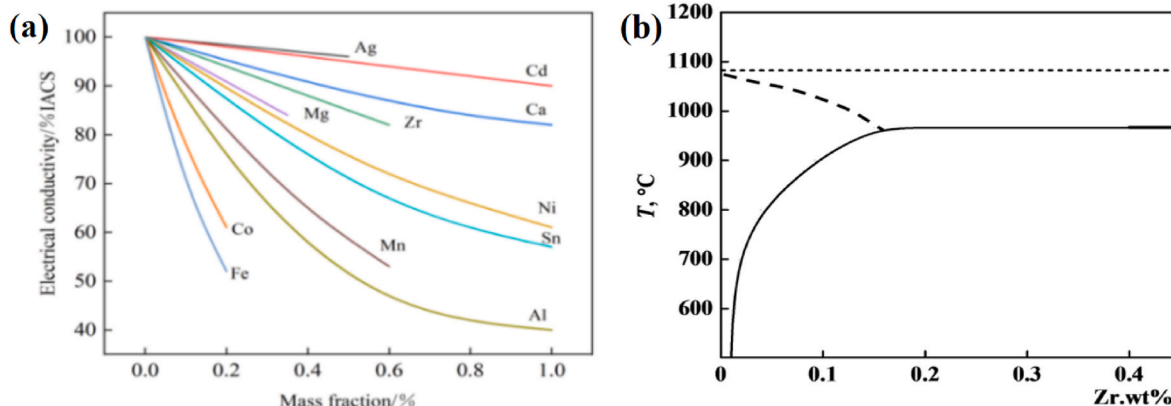 (a)
Electrical conductivity/%IACS
100
90
80
70
60
50
40
0.0 0.2 0.4 0.6 0.8 1.0
Mass fraction/%
Ag
Cd
Ca
Mg
Zr
Ni
Sn
Co
Mn
Fe
Al
(b)
T, °C
1200
1100
1000
900
800
700
600
0 0.1 0.2 0.3 0.4
Zr.wt%